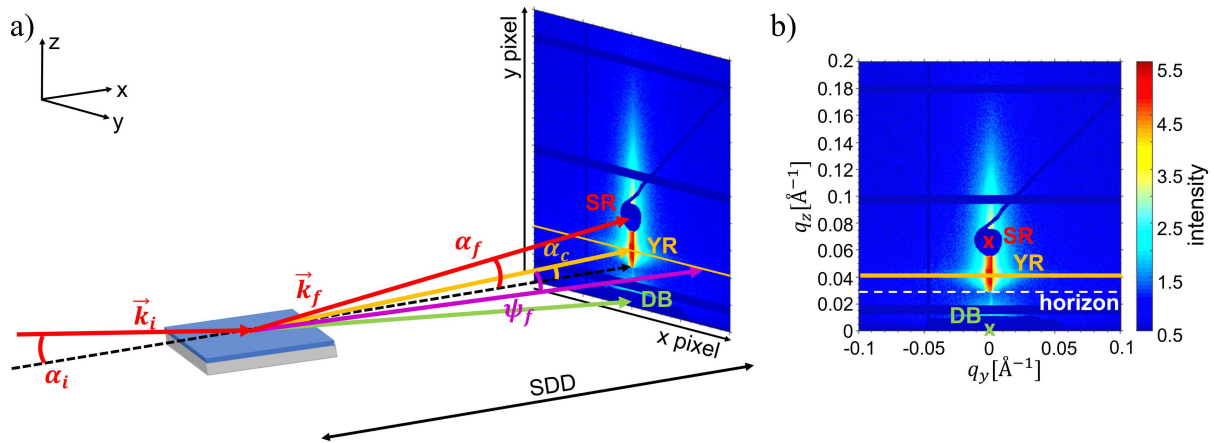 a)
z
x
y
y pixel
SR
α_f
YR
α_c
k⃗_f
k⃗_i
DB
ψ_f
α_i
x pixel
SDD
b)
0.2
0.18
0.16
0.14
0.12
0.1
0.08
0.06
0.04
0.02
0
q_z[Å⁻¹]
SR
YR
horizon
DB
-0.1
-0.05
0
0.05
0.1
q_y[Å⁻¹]
5.5
4.5
3.5
2.5
1.5
0.5
intensity